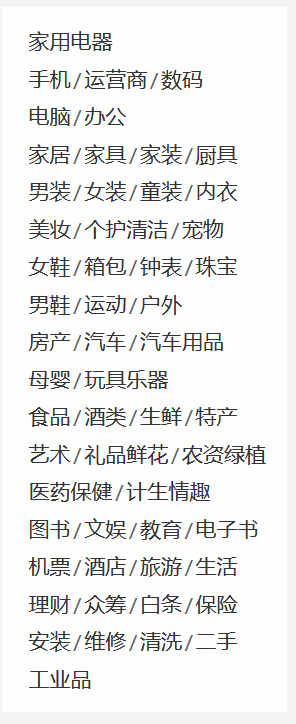 家用电器
手机/运营商/数码
电脑/办公
家居/家具/家装/厨具
男装/女装/童装/内衣
美妆/个护清洁/宠物
女鞋/箱包/钟表/珠宝
男鞋/运动/户外
房产/汽车/汽车用品
母婴/玩具乐器
食品/酒类/生鲜/特产
艺术/礼品鲜花/农资绿植
医药保健/计生情趣
图书/文娱/教育/电子书
机票/酒店/旅游/生活
理财/众筹/白条/保险
安装/维修/清洗/二手
工业品